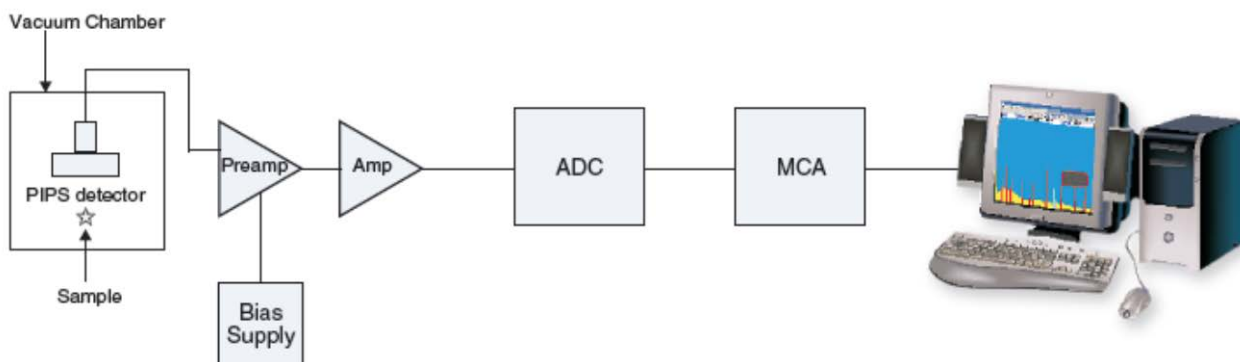 Vacuum Chamber
PIPS detector
Sample
Preamp
Bias
Supply
Amp
ADC
MCA